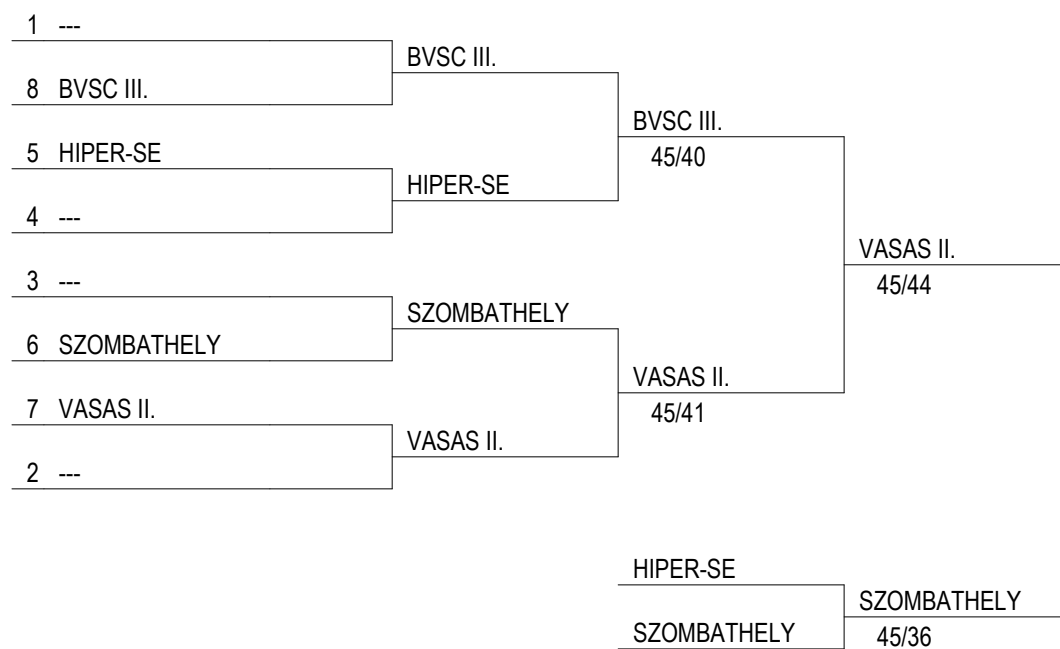 1 ---
BVSC III.
8 BVSC III.
BVSC III.
5 HIPER-SE
45/40
HIPER-SE
4 ---
VASAS II.
3 ---
45/44
SZOMBATHELY
6 SZOMBATHELY
VASAS II.
7 VASAS II.
45/41
VASAS II.
2 ---
HIPER-SE
SZOMBATHELY
SZOMBATHELY
45/36